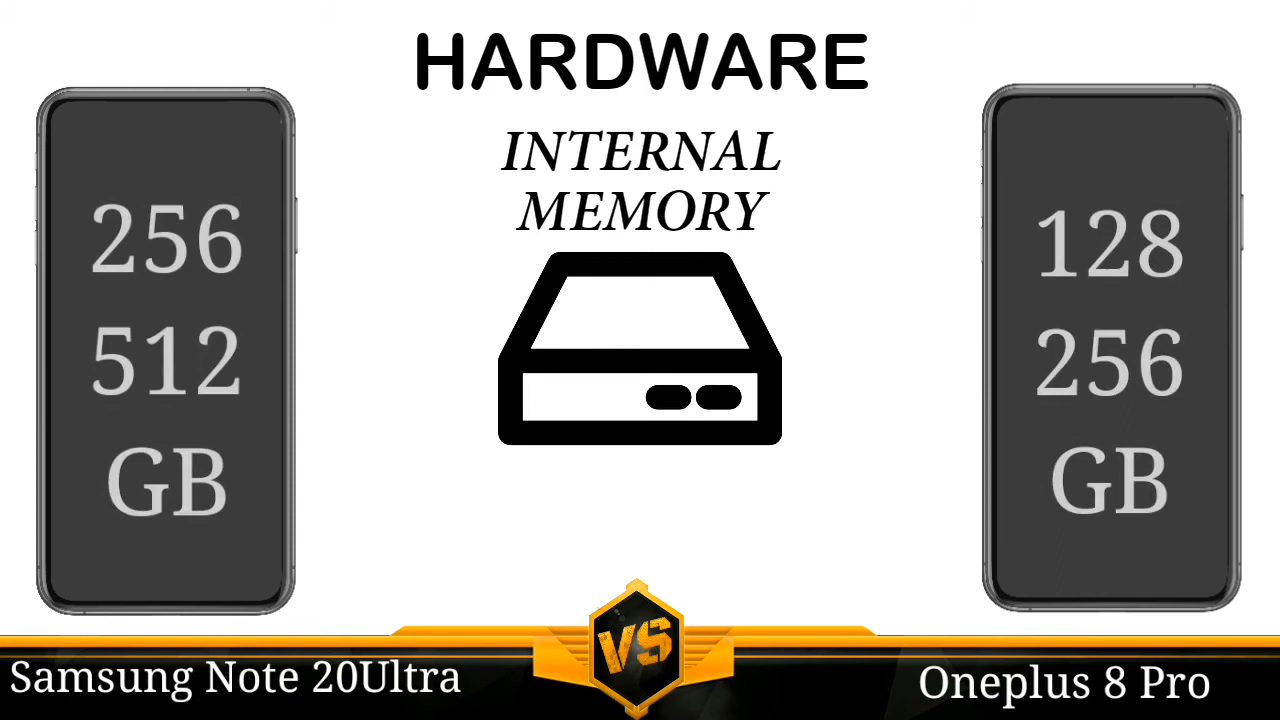 HARDWARE
INTERNAL
MEMORY
256
512
GB
128
256
GB
VS
Samsung Note 20Ultra
Oneplus 8 Pro